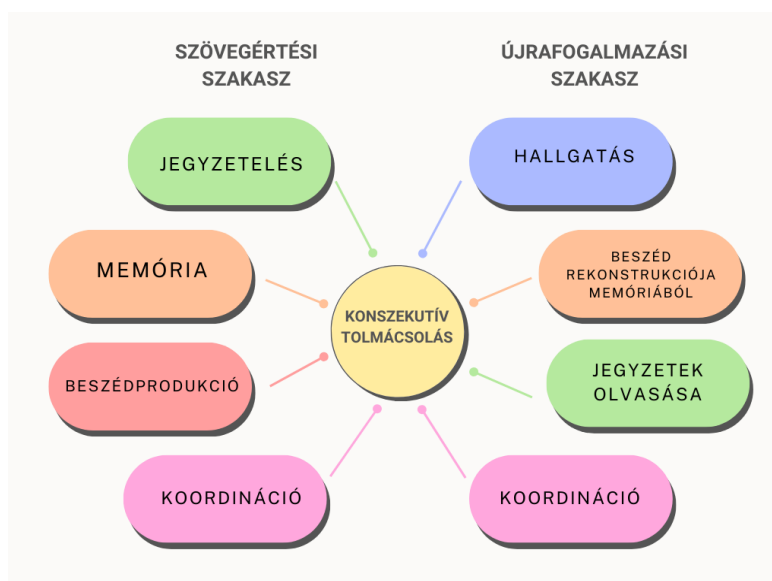 SZÖVEGÉRTÉSI
SZAKASZ
ÚJRAFOGALMAZÁSI
SZAKASZ
JEGYZETELÉS
HALLGATÁS
MEMÓRIA
BESZÉD
REKONSTRUKCIÓJA
MEMÓRIÁBÓL
KONSZEKUTÍV
TOLMÁCSOLÁS
BESZÉDPRODUKCIÓ
JEGYZETEK
OLVASÁSA
KOORDINÁCIÓ
KOORDINÁCIÓ